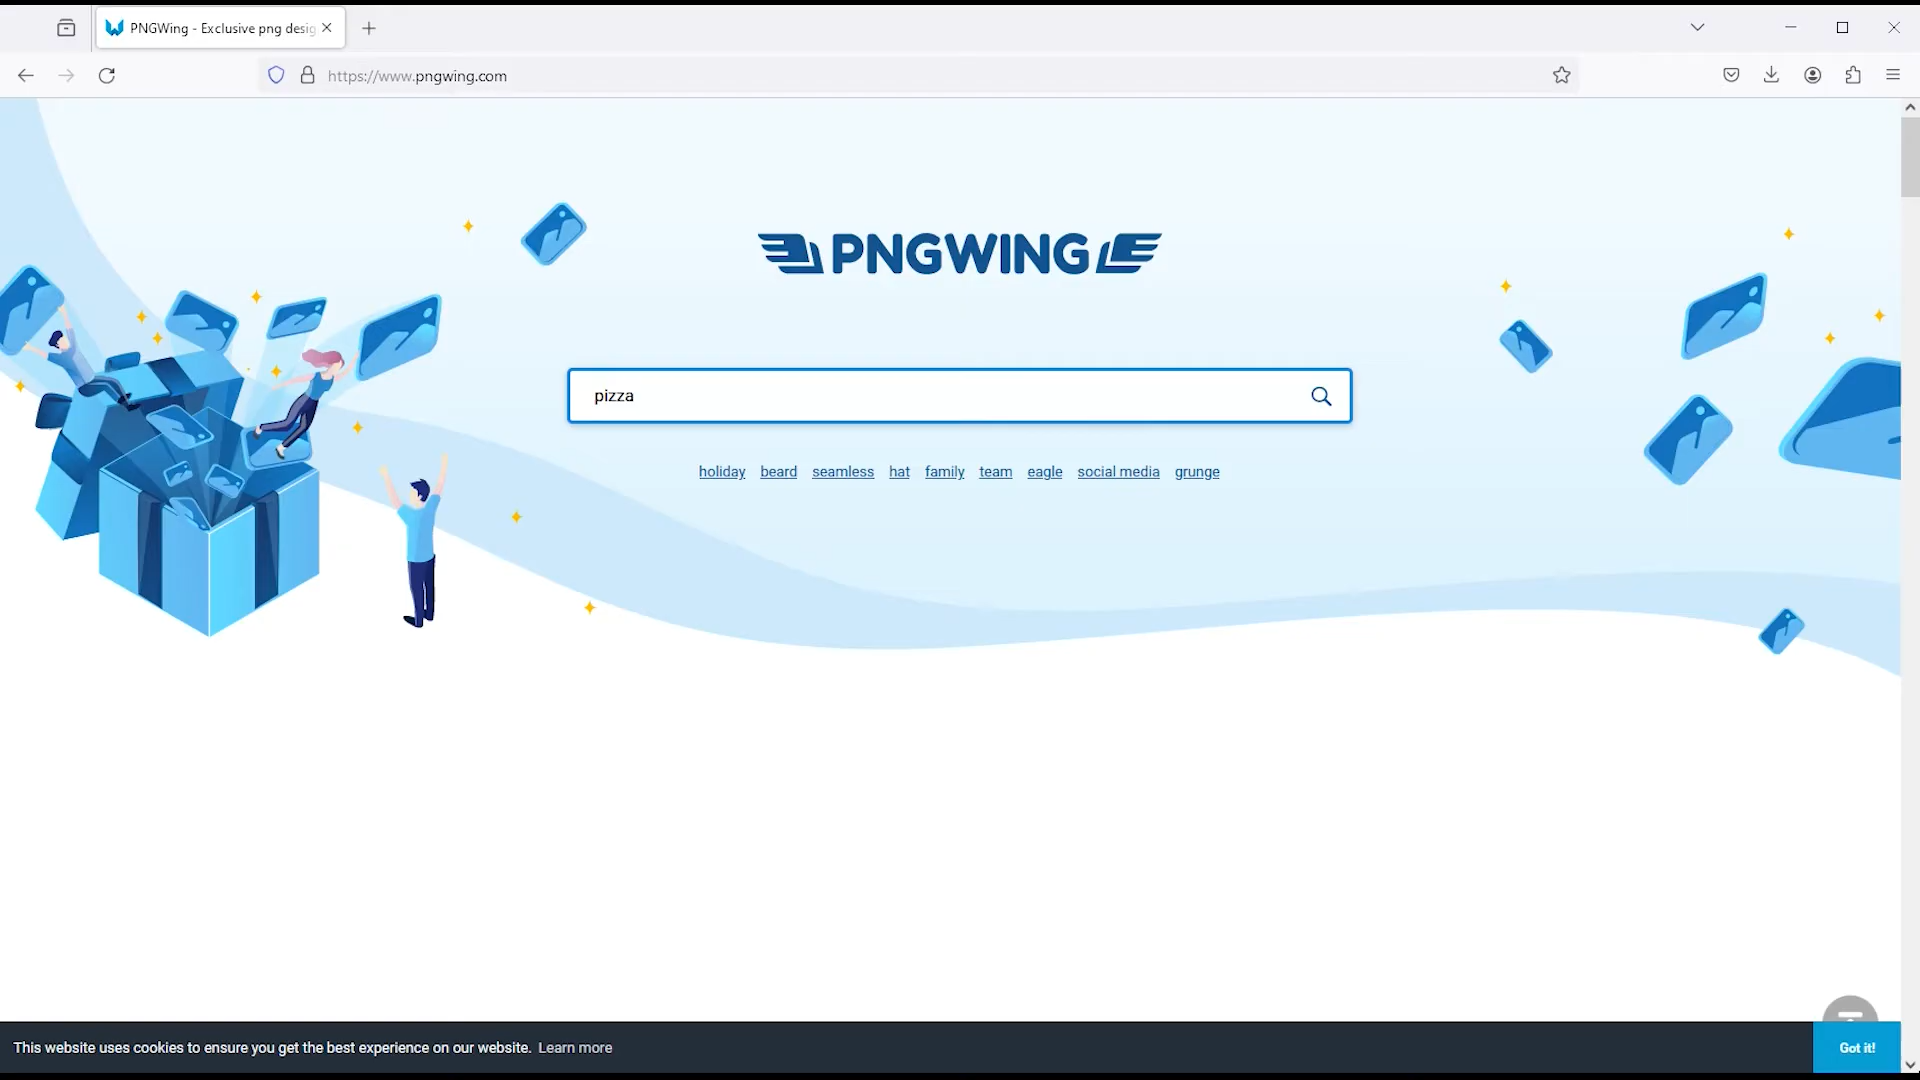 PNGWing - Exclusive png desig
https://www.pngwing.com
PNGWING
pizza
holiday beard seamless hat family team eagle social media grunge
This website uses cookies to ensure you get the best experience on our website. Learn more
Got it!